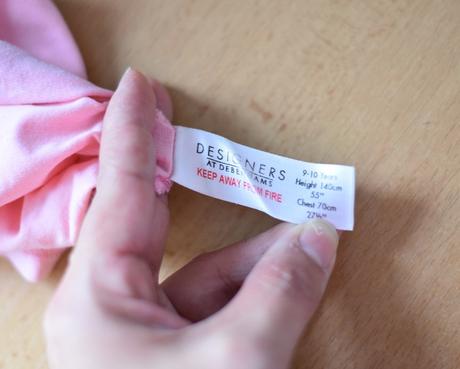 DESIGNERS
AT DEBENHAMS
KEEP AWAY FROM FIRE
9-10 Years
Height 140cm
55"
Chest 70cm
27½"